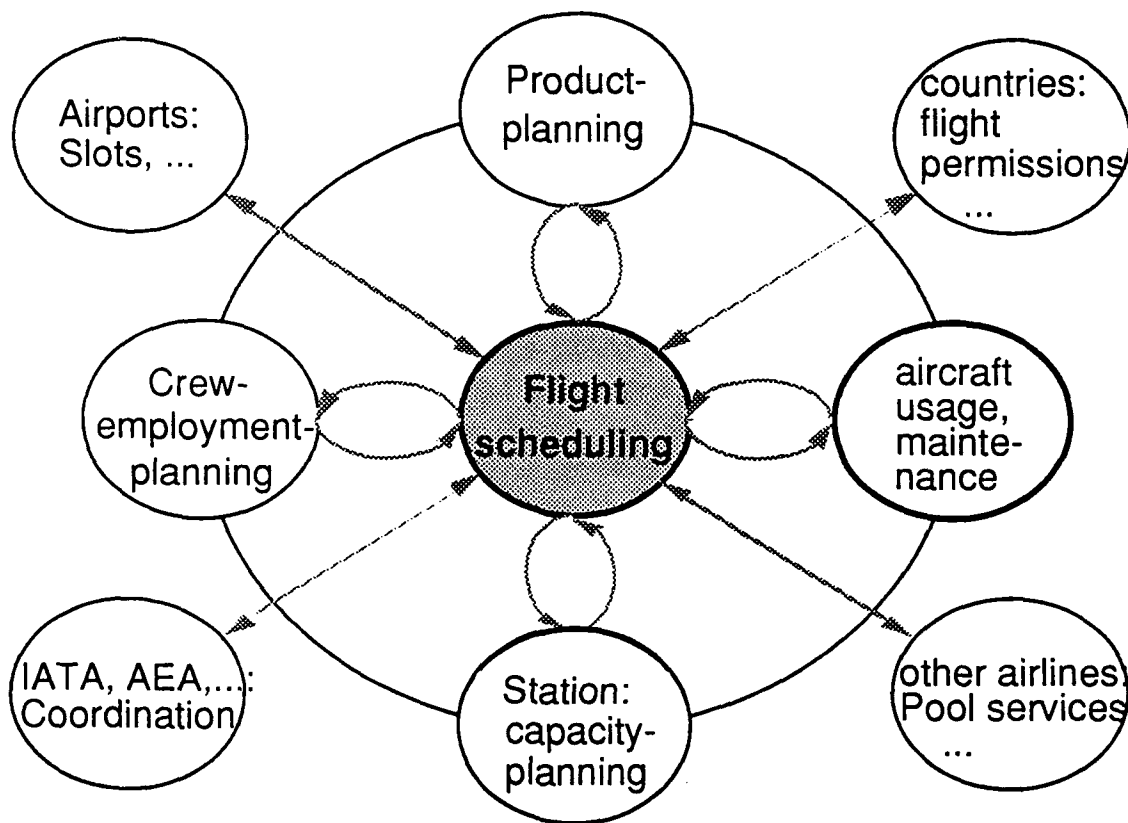 Airports:
Slots, ...
Product-
planning
countries:
flight
permissions
...
Crew-
employment-
planning
Flight
scheduling
aircraft
usage,
mainte-
nance
IATA, AEA,...:
Coordination
Station:
capacity-
planning
other airlines:
Pool services
...